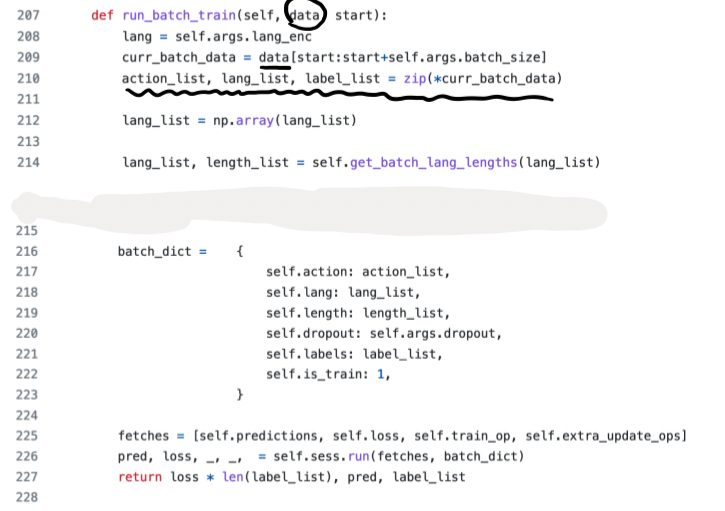 207 def run_batch_train(self, data, start):
208 lang = self.args.lang_enc
209 curr_batch_data = data[start:start+self.args.batch_size]
210 action_list, lang_list, label_list = zip(*curr_batch_data)
211
212 lang_list = np.array(lang_list)
213
214 lang_list, length_list = self.get_batch_lang_lengths(lang_list)
215
216 batch_dict = {
217 self.action: action_list,
218 self.lang: lang_list,
219 self.length: length_list,
220 self.dropout: self.args.dropout,
221 self.labels: label_list,
222 self.is_train: 1,
223 }
224
225 fetches = [self.predictions, self.loss, self.train_op, self.extra_update_ops]
226 pred, loss, _, _, = self.sess.run(fetches, batch_dict)
227 return loss * len(label_list), pred, label_list
228